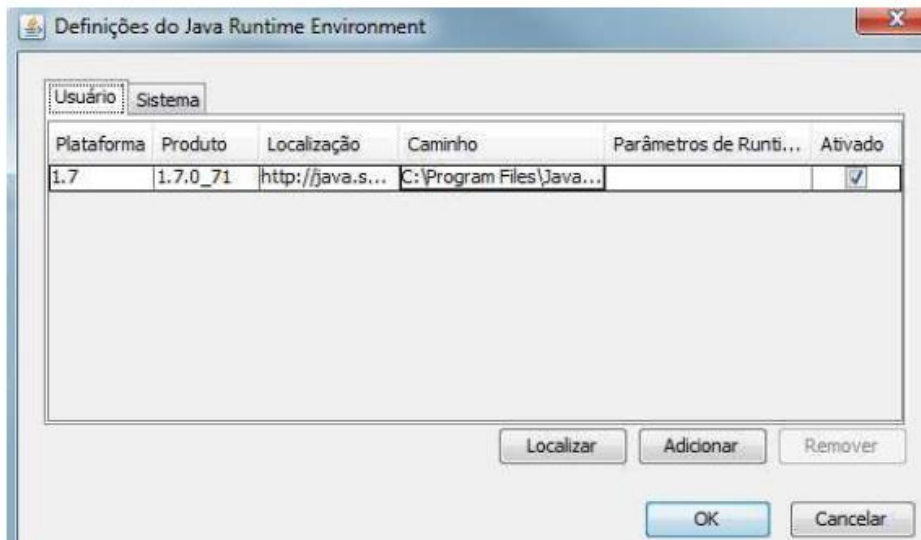 Definições do Java Runtime Environment
Usuário Sistema
Plataforma Produto Localização Caminho Parâmetros de Runti... Ativado
1.7 1.7.0_71 http://java.s... C:\Program Files\Java...
Localizar Adicionar Remover
OK Cancelar